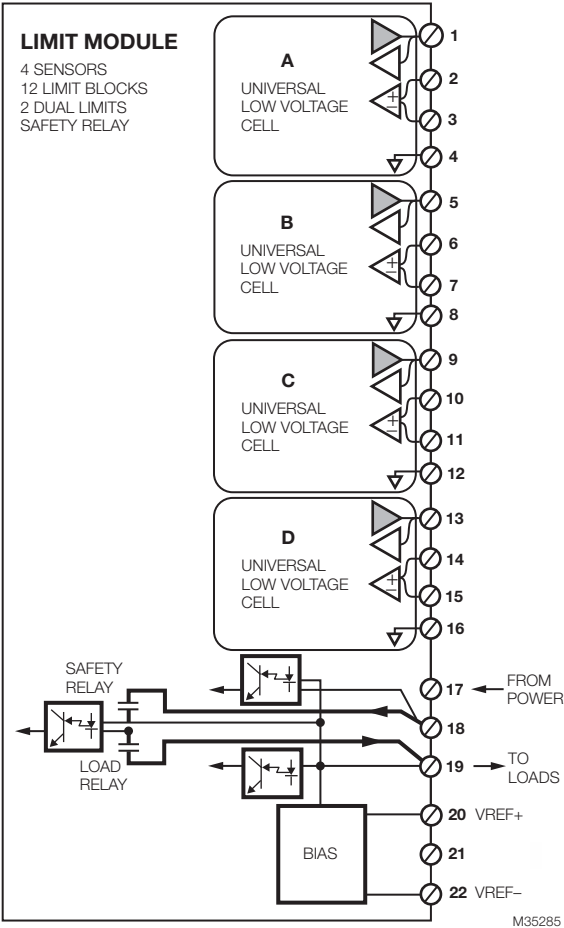 LIMIT MODULE
4 SENSORS
12 LIMIT BLOCKS
2 DUAL LIMITS
SAFETY RELAY
A
UNIVERSAL
LOW VOLTAGE
CELL
1
2
3
4
B
UNIVERSAL
LOW VOLTAGE
CELL
5
6
7
8
C
UNIVERSAL
LOW VOLTAGE
CELL
9
10
11
12
D
UNIVERSAL
LOW VOLTAGE
CELL
13
14
15
16
SAFETY
RELAY
LOAD
RELAY
17
FROM
POWER
18
19
TO
LOADS
BIAS
20 VREF+
21
22 VREF–
M35285